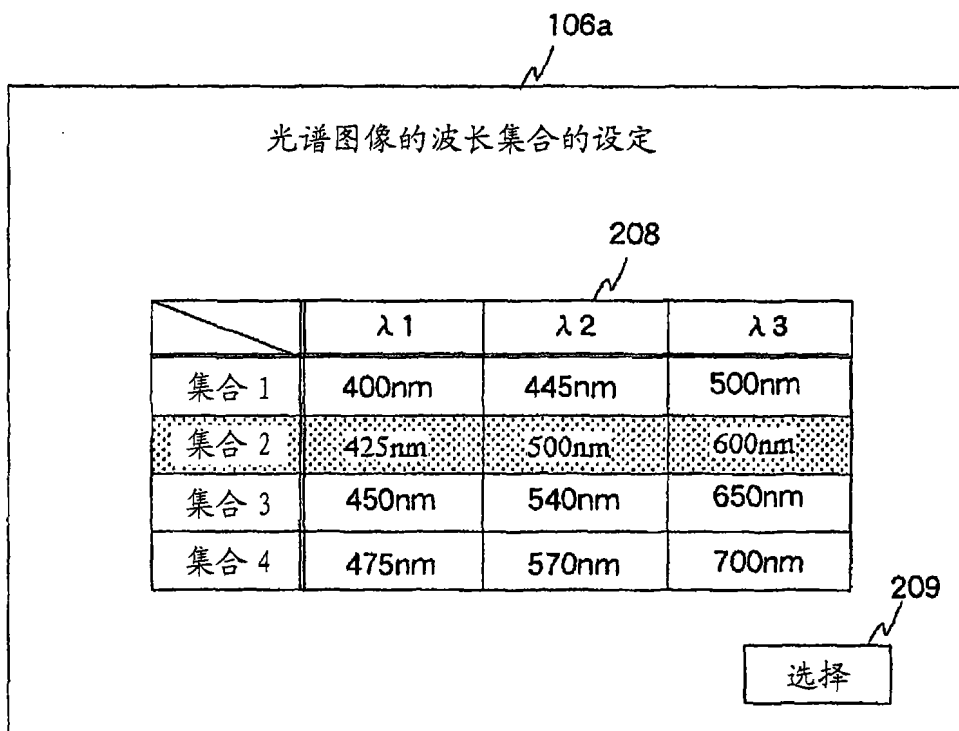 106a
光谱图像的波长集合的设定
208
λ1 λ2 λ3
集合 1 400nm 445nm 500nm
集合 2 425nm 500nm 600nm
集合 3 450nm 540nm 650nm
集合 4 475nm 570nm 700nm
209
选择